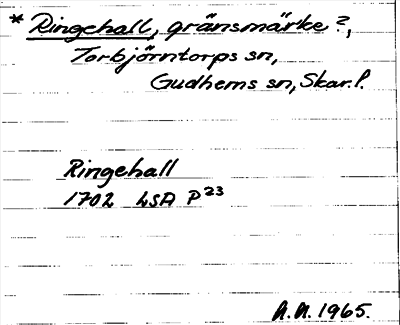 * Ringehall, gränsmärke?,
Torbjörntorps sn,
Gudhems sn, Skar.l.
Ringehall
1702 LSA P23
A.A. 1965.